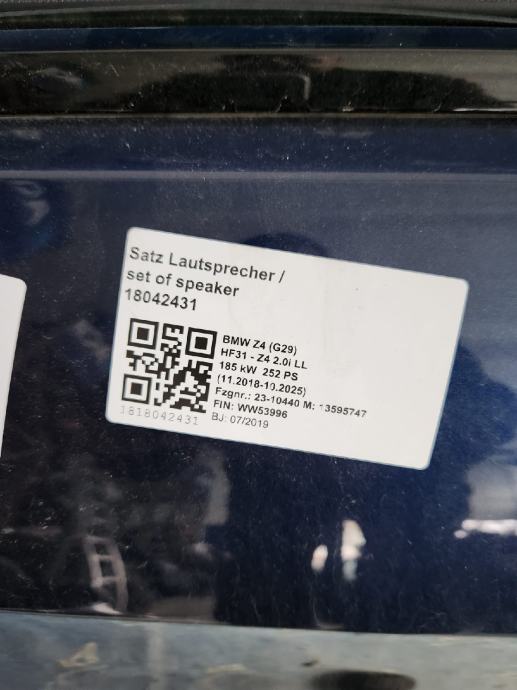 Satz Lautsprecher /
set of speaker
18042431
BMW Z4 (G29)
HF31 - Z4 2.0i LL
185 kW 252 PS
(11.2018-10.2025)
Fzgnr.: 23-10440 M: 13595747
FIN: WW53996
BJ: 07/2019
1818042431